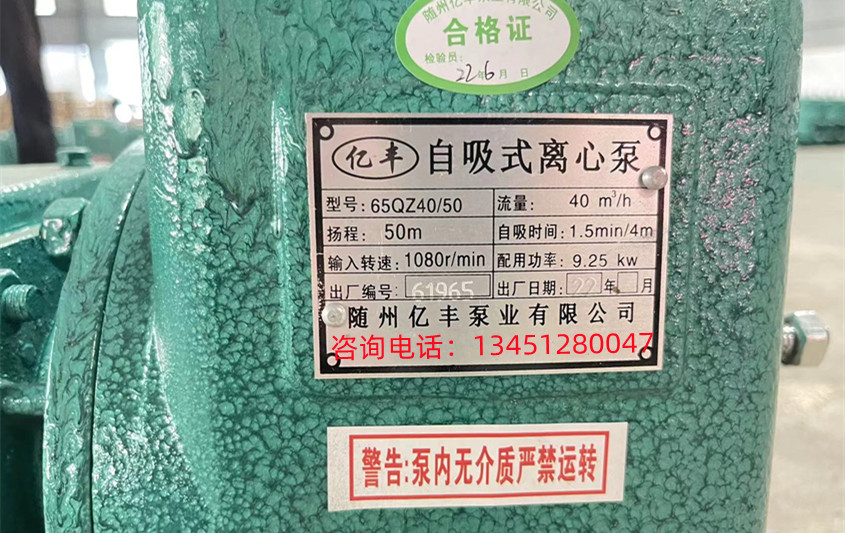 随州亿丰泵业有限公司
合格证
检验员:
22年6月 日
亿丰 自吸式离心泵
型号: 65QZ40/50 流量: 40 m³/h
扬程: 50m 自吸时间: 1.5min/4m
输入转速: 1080r/min 配用功率: 9.25 kw
出厂编号: 61965 出厂日期: 22年 月
随州亿丰泵业有限公司
咨询电话：13451280047
警告:泵内无介质严禁运转